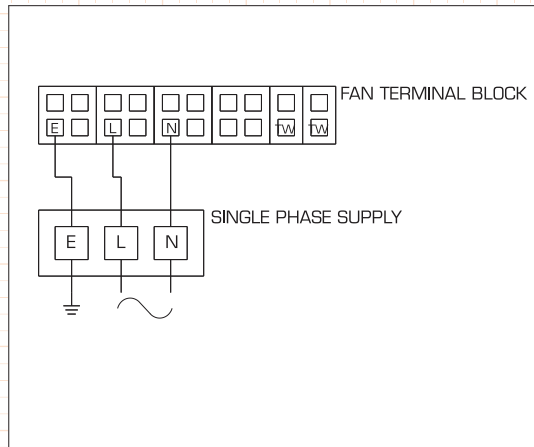 FAN TERMINAL BLOCK
E L N TW TW
SINGLE PHASE SUPPLY
E L N